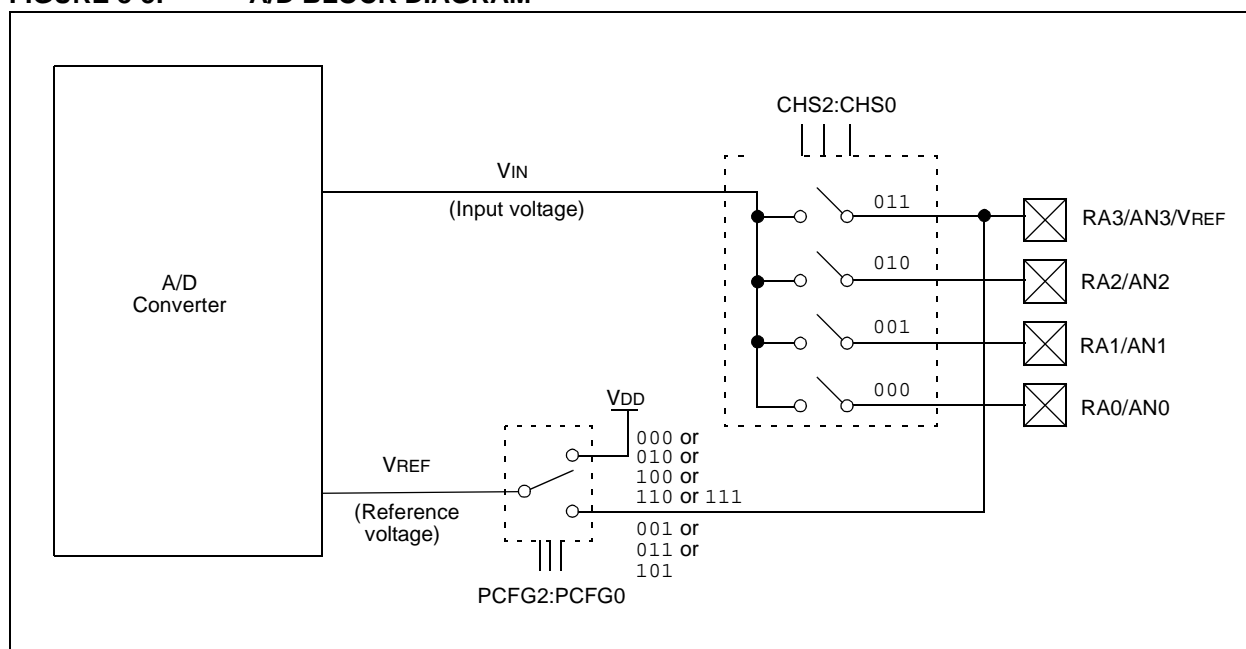 CHS2:CHS0
VIN
(Input voltage)
011
RA3/AN3/VREF
010
RA2/AN2
A/D
Converter
001
RA1/AN1
000
RA0/AN0
VDD
000 or
010 or
100 or
110 or 111
VREF
(Reference
voltage)
001 or
011 or
101
PCFG2:PCFG0